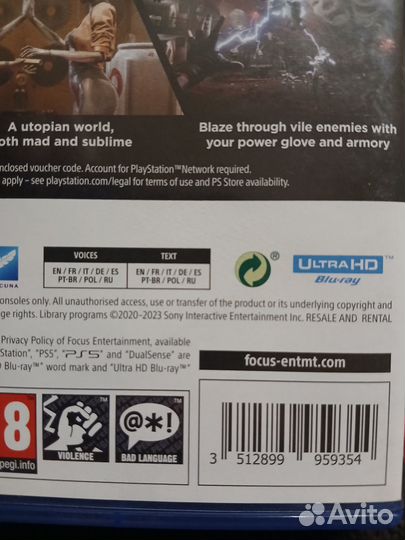 A utopian world,
oth mad and sublime
Blaze through vile enemies with
your power glove and armory
nclosed voucher code. Account for PlayStation™Network required.
apply – see playstation.com/legal for terms of use and PS Store availability.
CUNA
VOICES
EN / FR / IT / DE / ES
PT-BR / POL / RU
TEXT
EN / FR / IT / DE / ES
PT-BR / POL / RU
®
ULTRA HD
Blu-ray™
onsoles only. All unauthorised access, use or transfer of the product or its underlying copyright and
ge rights. Library programs ©2020-2023 Sony Interactive Entertainment Inc. RESALE AND RENTAL
Privacy Policy of Focus Entertainment, available
Station", "PS5", "PS5" and "DualSense" are
D Blu-ray™" word mark and "Ultra HD Blu-ray™"
focus-entmt.com
8
pegi.info
VIOLENCE
TM
@*!
BAD LANGUAGE
TM
3 512899 959354
Avito